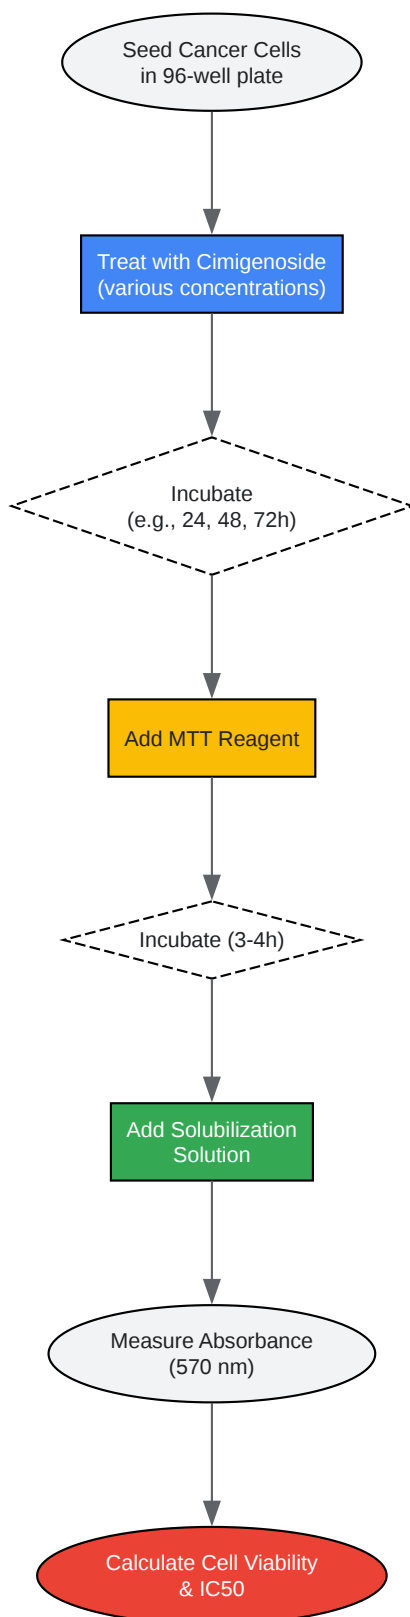 Seed Cancer Cells
in 96-well plate
Treat with Cimigenoside
(various concentrations)
Incubate
(e.g., 24, 48, 72h)
Add MTT Reagent
Incubate (3-4h)
Add Solubilization
Solution
Measure Absorbance
(570 nm)
Calculate Cell Viability
& IC50